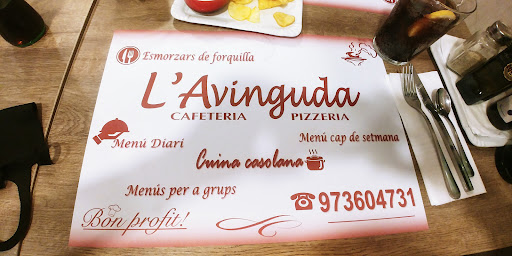 Esmorzars de forquilla
L'Avinguda
CAFETERIA PIZZERIA
Menú Diari
Menú cap de setmana
Cuina casolana
Menús per a grups
☎973604731
Bon profit!